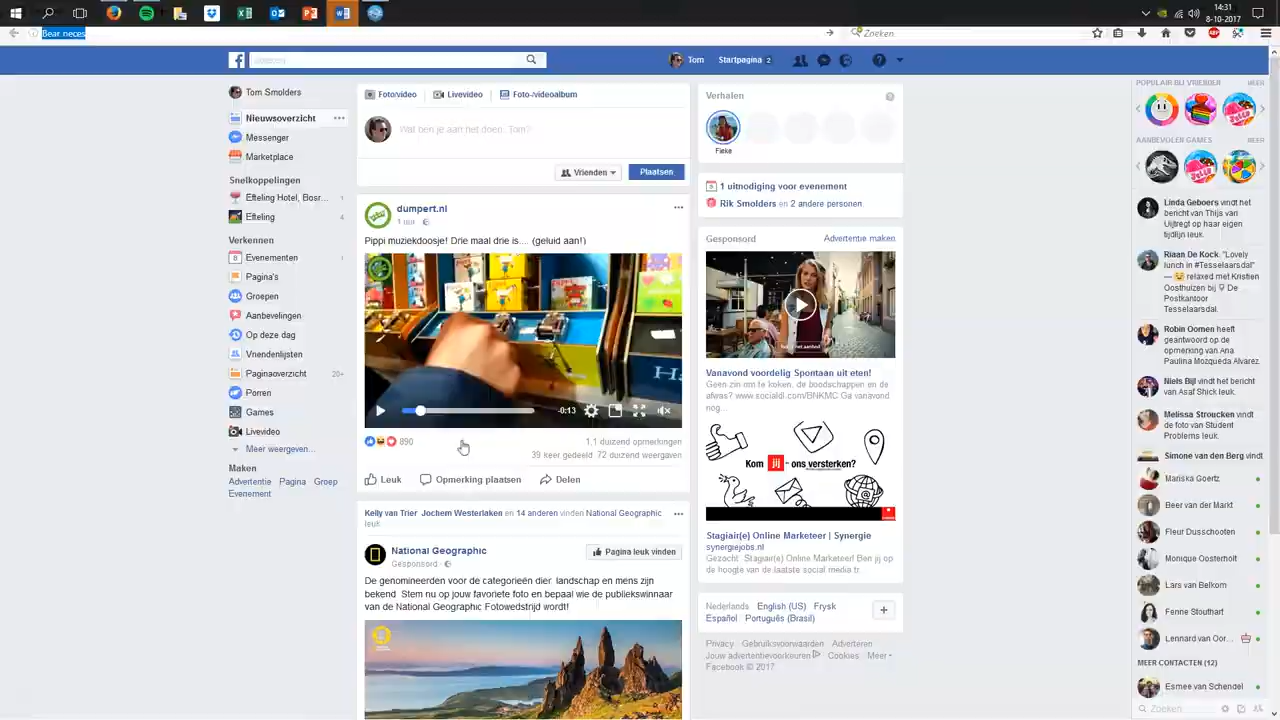 14:31
8-10-2017
Bear neces
Zoeken
Tom
Startpagina 2
Tom Smolders
Nieuwsoverzicht
Messenger
Marketplace
Snelkoppelingen
Efteling Hotel, Bosr... 1
Efteling 4
Verkennen
Evenementen 1
Pagina's
Groepen
Aanbevelingen
Op deze dag
Vriendenlijsten
Paginaoverzicht 20+
Porren
Games
Livevideo
Meer weergeven...
Maken
Advertentie Pagina Groep
Evenement
Foto/video Livevideo Foto-/videoalbum
Wat ben je aan het doen, Tom?
Vrienden Plaatsen
dumpert.nl
1 uur
Pippi muziekdoosje! Drie maal drie is.... (geluid aan!)
-0:13
890
1,1 duizend opmerkingen
39 keer gedeeld 72 duizend weergaven
Leuk Opmerking plaatsen Delen
Kelly van Trier Jochem Westerlaken en 14 anderen vinden National Geographic
leuk
National Geographic
Gesponsord
Pagina leuk vinden
De genomineerden voor de categorieën dier landschap en mens zijn
bekend Stem nu op jouw favoriete foto en bepaal wie de publiekswinnaar
van de National Geographic Fotowedstrijd wordt!
Verhalen
Fieke
1 uitnodiging voor evenement
Rik Smolders en 2 andere personen
Gesponsord Advertentie maken
Vanavond voordelig Spontaan uit eten!
Geen zin om te koken, de boodschappen en de
afwas? www.socialdl.com/BNKMC Ga vanavond
nog...
Kom jij - ons versterken?
Stagiair(e) Online Marketeer | Synergie
synergiejobs.nl
Gezocht Stagiair(e) Online Marketeer! Ben jij op
de hoogte van de laatste social media tr
Nederlands English (US) Frysk
Español Português (Brasil)
Privacy Gebruiksvoorwaarden Adverteren
Jouw advertentievoorkeuren Cookies Meer
Facebook © 2017
POPULAIR BIJ VRIENDEN MEER
AANBEVOLEN GAMES MEER
Linda Geboers vindt het
bericht van Thijs van
Uijtregt op haar eigen
tijdlijn leuk.
Riaan De Kock: "Lovely
lunch in #Tesselaarsdal"
— 😌 relaxed met Kristien
Oosthuizen bij De
Postkantoor
Tesselaarsdal.
Robin Oomen heeft
geantwoord op de
opmerking van Ana
Paulina Mozqueda Alvarez.
Niels Bijl vindt het bericht
van Asaf Shick leuk.
Melissa Stroucken vindt
de foto van Student
Problems leuk.
Simone van den Berg vindt
Mariska Goertz
Beer van der Markt
Fleur Dusschooten
Monique Oosterholt
Lars van Belkom
Fenne Stouthart
Lennard van Oor...
MEER CONTACTEN (12)
Esmee van Schendel
Zoeken